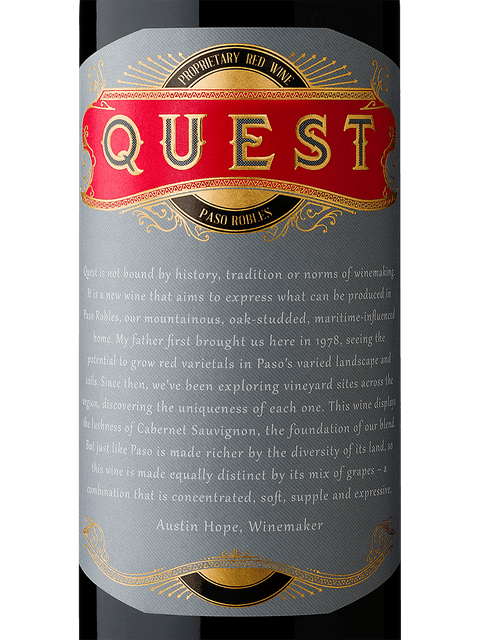 PROPRIETARY RED WINE
QUEST
PASO ROBLES
Quest is not bound by history, tradition or norms of winemaking.
It is a new wine that aims to express what can be produced in
Paso Robles, our mountainous, oak-studded, maritime-influenced
home. My father first brought us here in 1978, seeing the
potential to grow red varietals in Paso's varied landscape and
soils. Since then, we've been exploring vineyard sites across the
region, discovering the uniqueness of each one. This wine displays
the lushness of Cabernet Sauvignon, the foundation of our blend.
But just like Paso is made richer by the diversity of its land, so
this wine is made equally distinct by its mix of grapes – a
combination that is concentrated, soft, supple and expressive.
Austin Hope, Winemaker